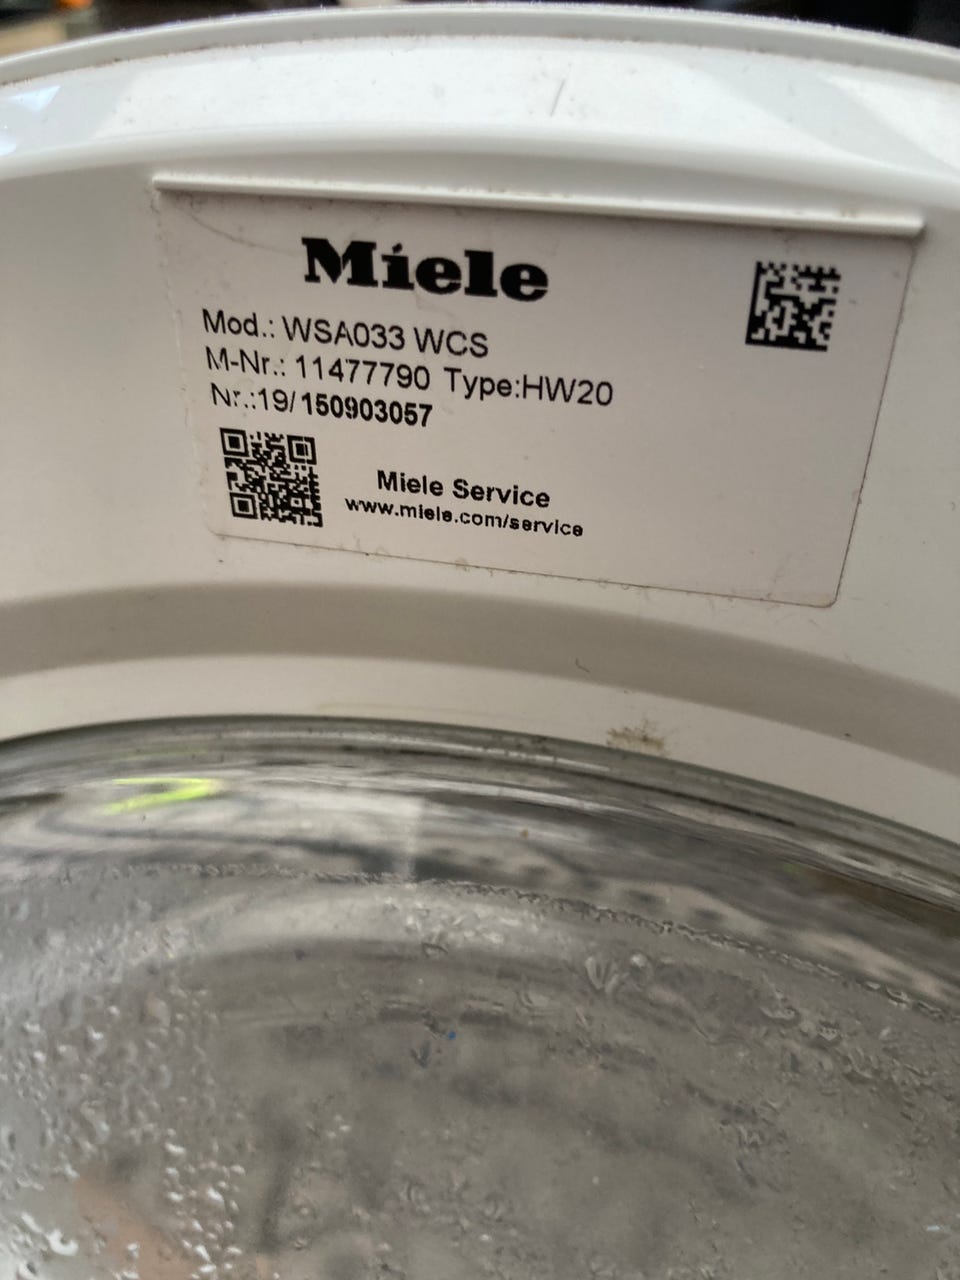 Miele
Mod.: WSA033 WCS
M-Nr.: 11477790 Type:HW20
Nr.:19/150903057
Miele Service
www.miele.com/service